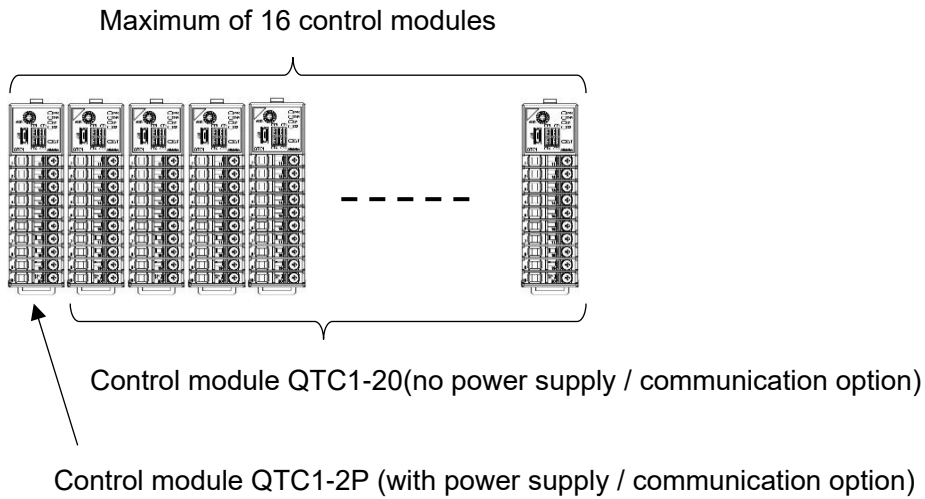 Maximum of 16 control modules
Control module QTC1-20(no power supply / communication option)
Control module QTC1-2P (with power supply / communication option)